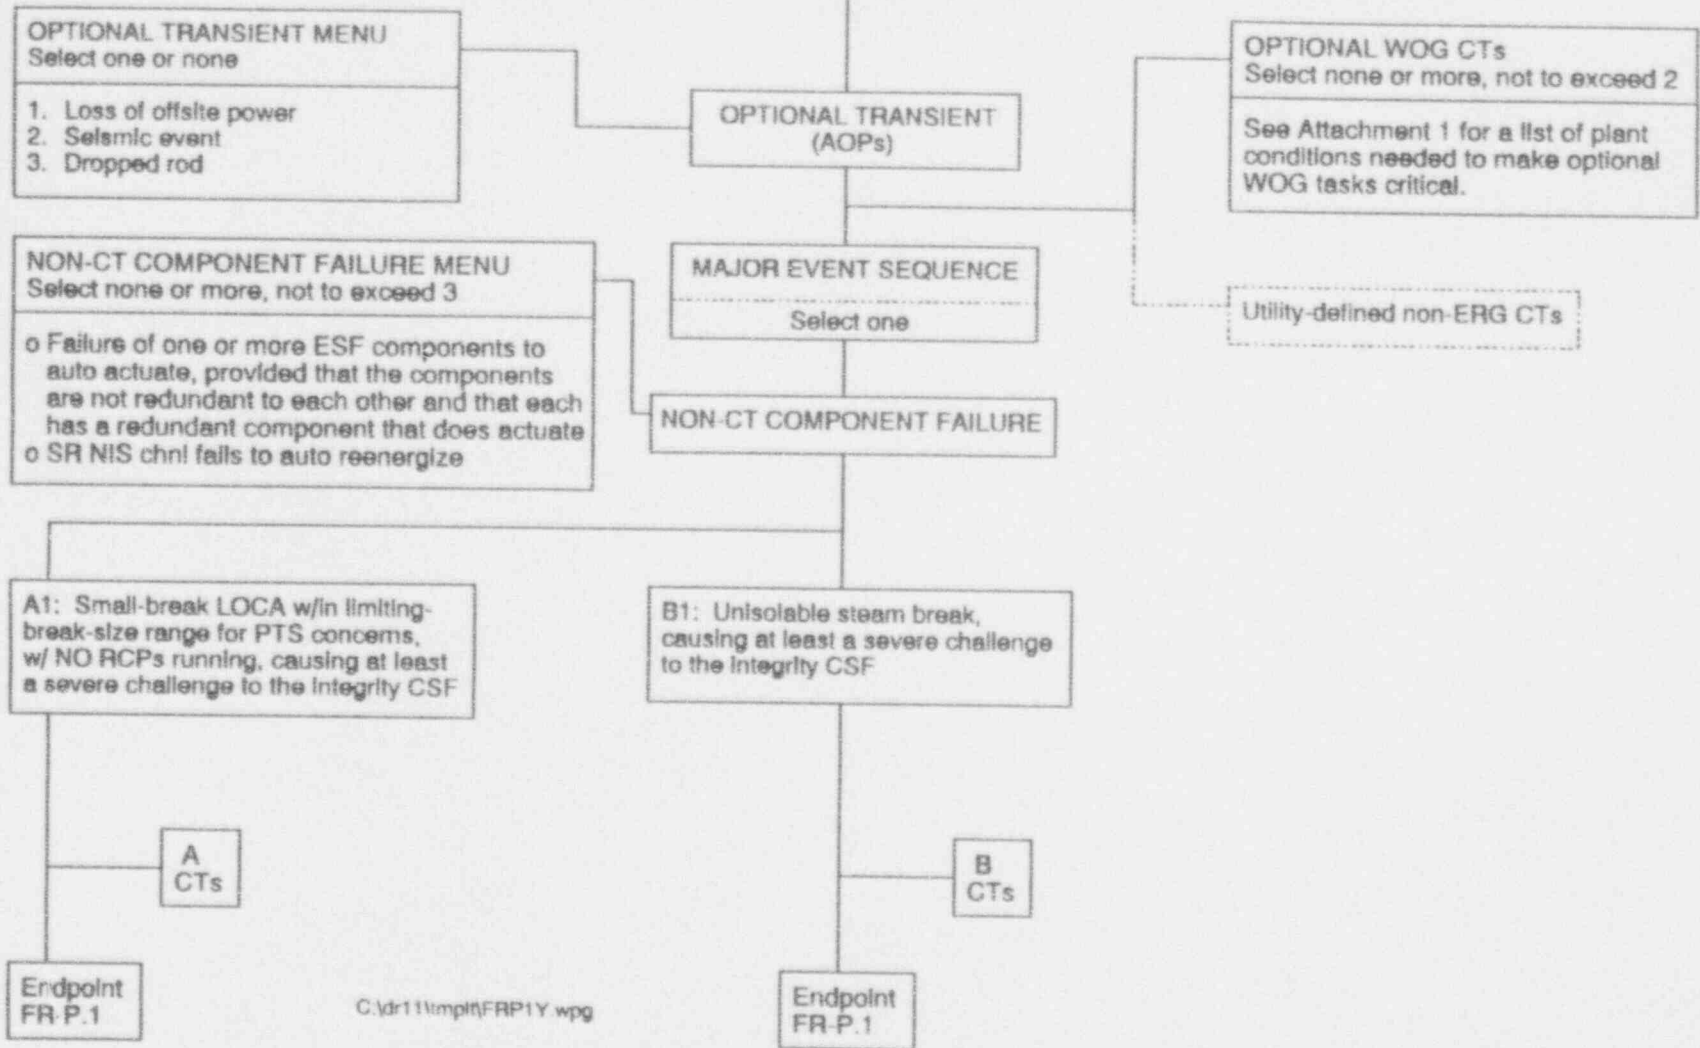 OPTIONAL TRANSIENT MENU
Select one or none
1. Loss of offsite power
2. Seismic event
3. Dropped rod
OPTIONAL TRANSIENT
(AOPs)
OPTIONAL WOG CTs
Select none or more, not to exceed 2
See Attachment 1 for a list of plant
conditions needed to make optional
WOG tasks critical.
NON-CT COMPONENT FAILURE MENU
Select none or more, not to exceed 3
o Failure of one or more ESF components to
auto actuate, provided that the components
are not redundant to each other and that each
has a redundant component that does actuate
o SR NIS chnl fails to auto reenergize
MAJOR EVENT SEQUENCE
Select one
Utility-defined non-ERG CTs
NON-CT COMPONENT FAILURE
A1: Small-break LOCA w/in limiting-
break-size range for PTS concerns,
w/ NO RCPs running, causing at least
a severe challenge to the integrity CSF
B1: Unisolable steam break,
causing at least a severe challenge
to the integrity CSF
A
CTs
B
CTs
Endpoint
FR-P.1
C:\dr11\tmplt\FRP1Y.wpg
Endpoint
FR-P.1